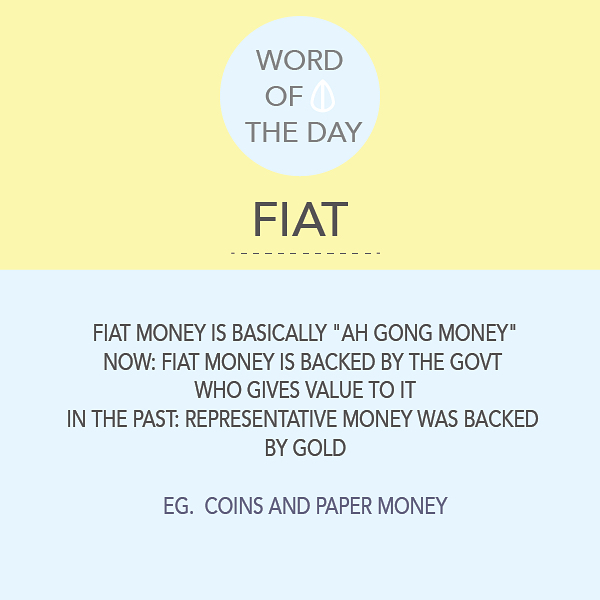 WORD
OF
THE DAY
FIAT
FIAT MONEY IS BASICALLY "AH GONG MONEY"
NOW: FIAT MONEY IS BACKED BY THE GOVT
WHO GIVES VALUE TO IT
IN THE PAST: REPRESENTATIVE MONEY WAS BACKED
BY GOLD
EG. COINS AND PAPER MONEY